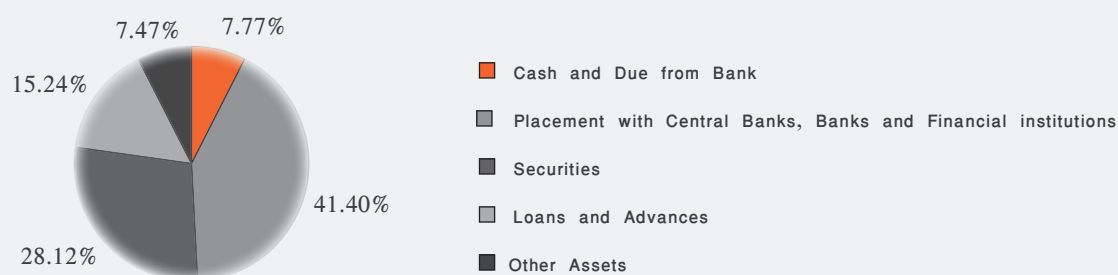 7.47%
7.77%
15.24%
41.40%
28.12%
Cash and Due from Bank
Placement with Central Banks, Banks and Financial institutions
Securities
Loans and Advances
Other Assets